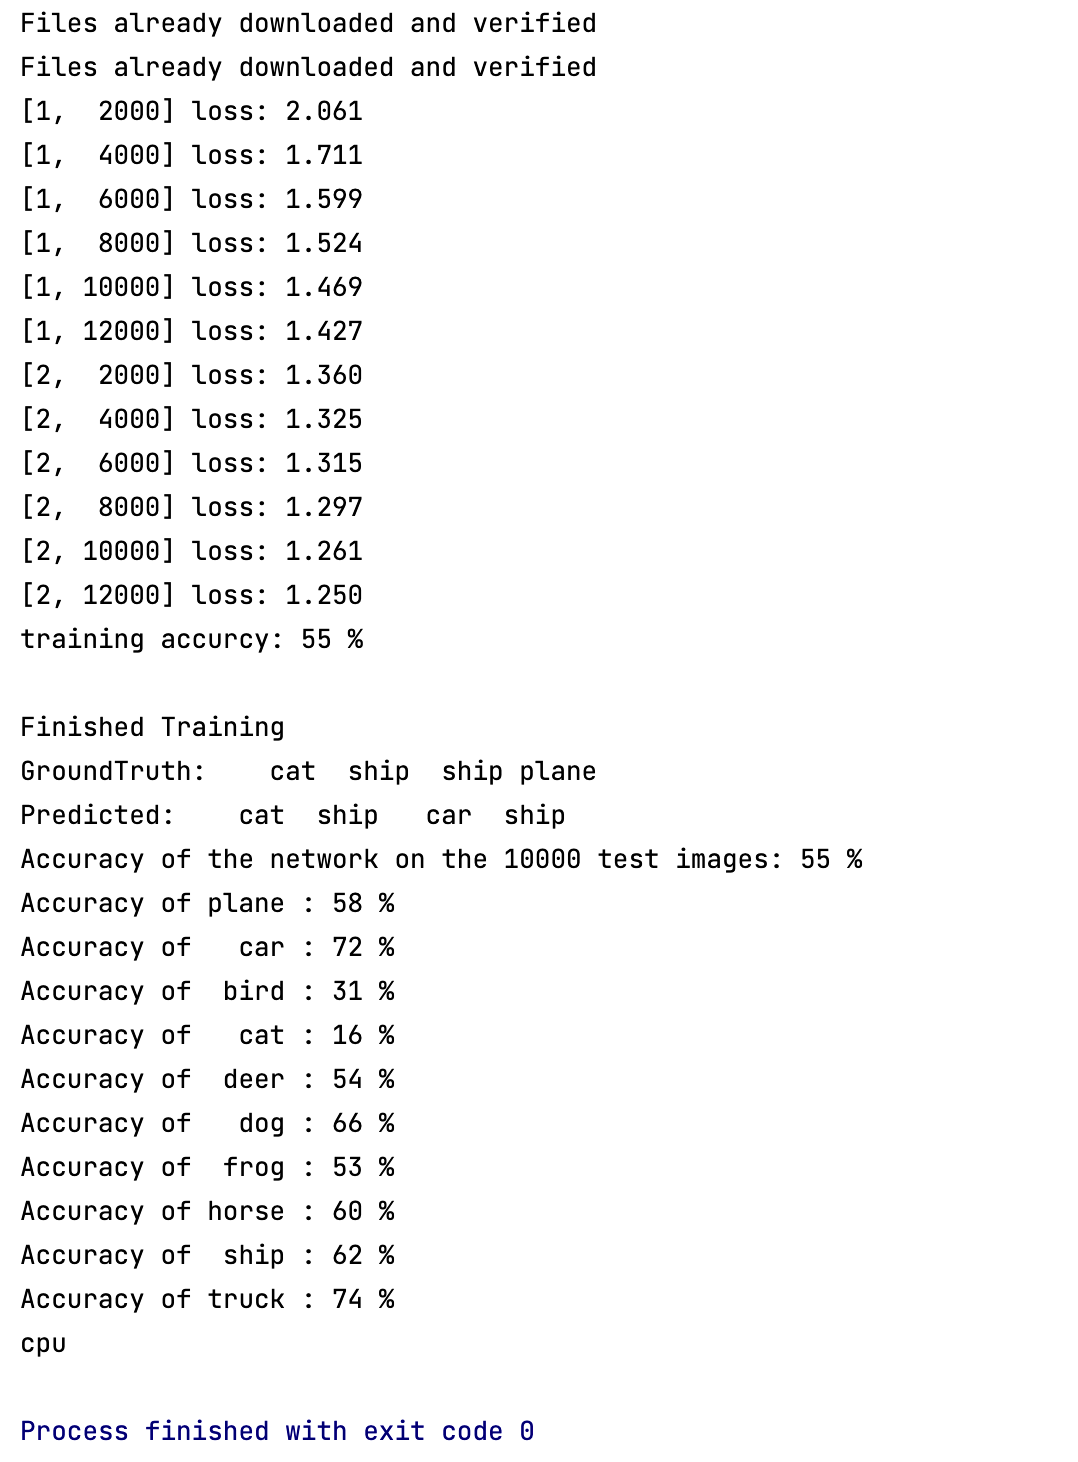 Files already downloaded and verified
Files already downloaded and verified
[1,  2000] loss: 2.061
[1,  4000] loss: 1.711
[1,  6000] loss: 1.599
[1,  8000] loss: 1.524
[1, 10000] loss: 1.469
[1, 12000] loss: 1.427
[2,  2000] loss: 1.360
[2,  4000] loss: 1.325
[2,  6000] loss: 1.315
[2,  8000] loss: 1.297
[2, 10000] loss: 1.261
[2, 12000] loss: 1.250
training accurcy: 55 %

Finished Training
GroundTruth:    cat  ship  ship plane
Predicted:    cat  ship   car  ship
Accuracy of the network on the 10000 test images: 55 %
Accuracy of plane : 58 %
Accuracy of   car : 72 %
Accuracy of  bird : 31 %
Accuracy of   cat : 16 %
Accuracy of  deer : 54 %
Accuracy of   dog : 66 %
Accuracy of  frog : 53 %
Accuracy of horse : 60 %
Accuracy of  ship : 62 %
Accuracy of truck : 74 %
cpu

Process finished with exit code 0